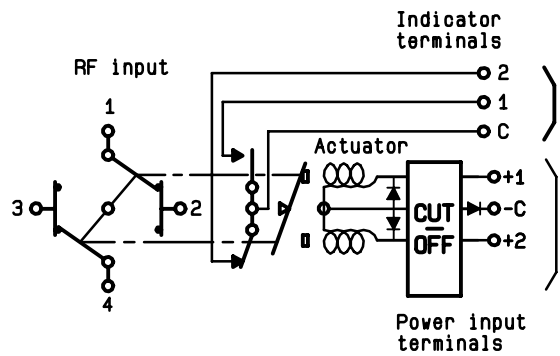 Indicator
terminals
RF input
2
1
1
C
Actuator
+1
3
2
CUT
-C
OFF
+2
4
Power input
terminals